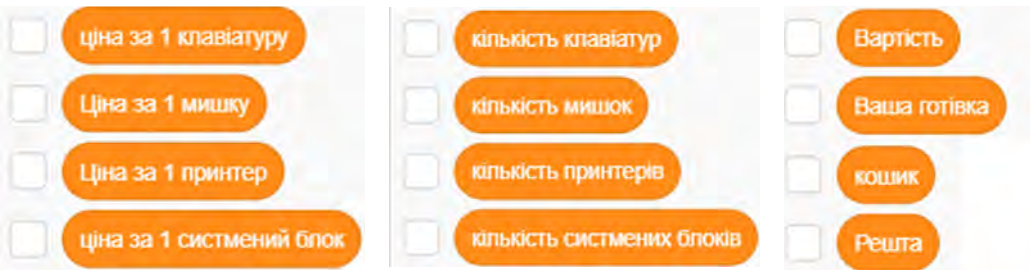 ціна за 1 клавіатуру
Ціна за 1 мишку
Ціна за 1 принтер
ціна за 1 систмений блок
кількість клавіатур
кількість мишок
кількість принтерів
кількість систмених блоків
Вартість
Ваша готівка
кошик
Решта